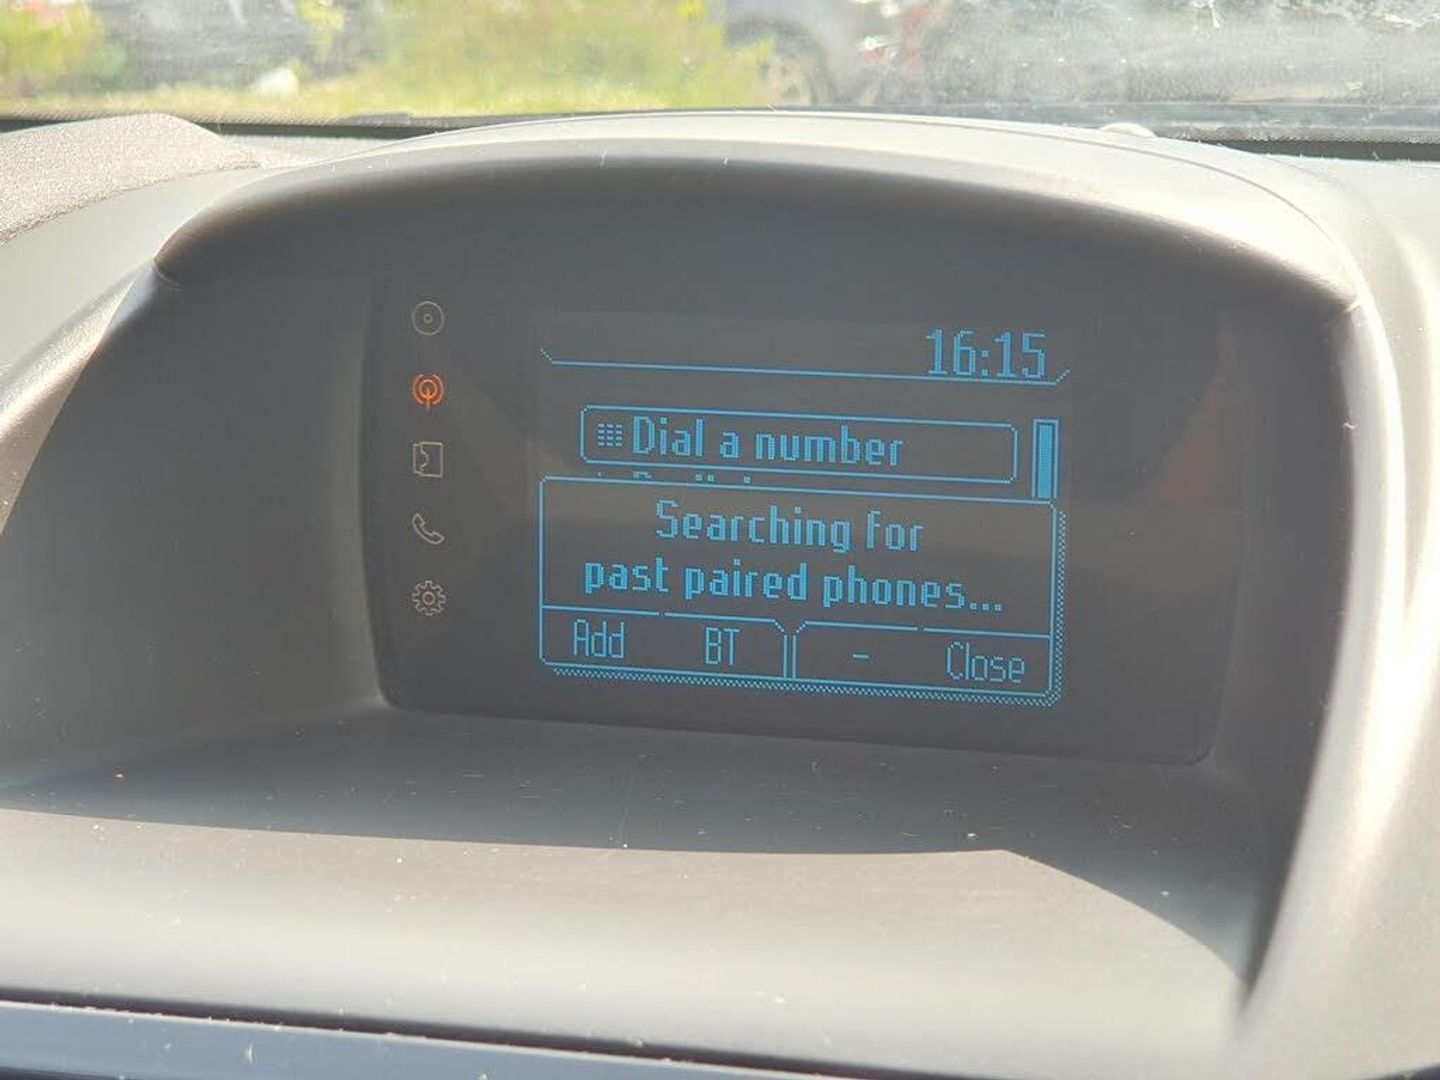 16:15
Dial a number
Searching for
past paired phones...
Add BT - Close